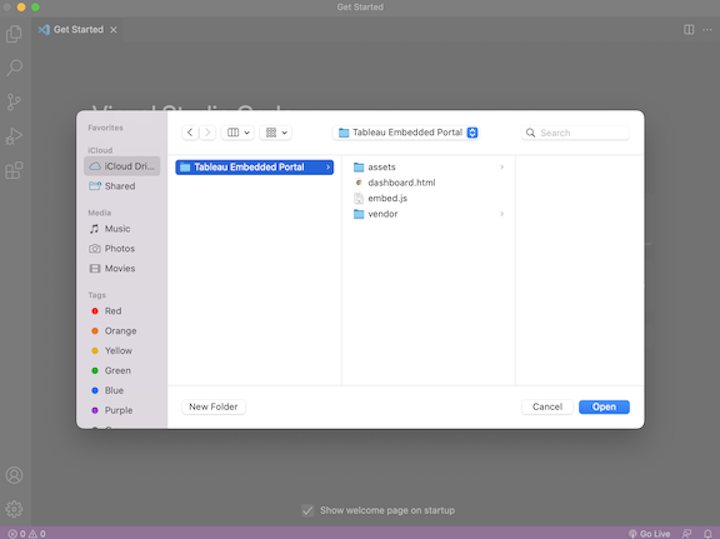 Get Started
Get Started
Favorites
iCloud
iCloud Dri...
Shared
Media
Music
Photos
Movies
Tags
Red
Orange
Yellow
Green
Blue
Purple
Tableau Embedded Portal
Search
Tableau Embedded Portal
assets
dashboard.html
embed.js
vendor
New Folder
Cancel
Open
Show welcome page on startup
0 0
Go Live